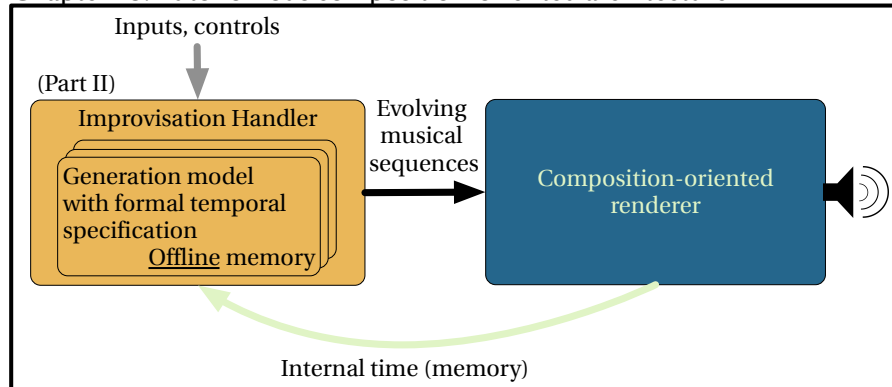 Inputs, controls
(Part II)
Improvisation Handler
Generation model
with formal temporal
specification
Offline memory
Evolving
musical
sequences
Composition-oriented
renderer
Internal time (memory)